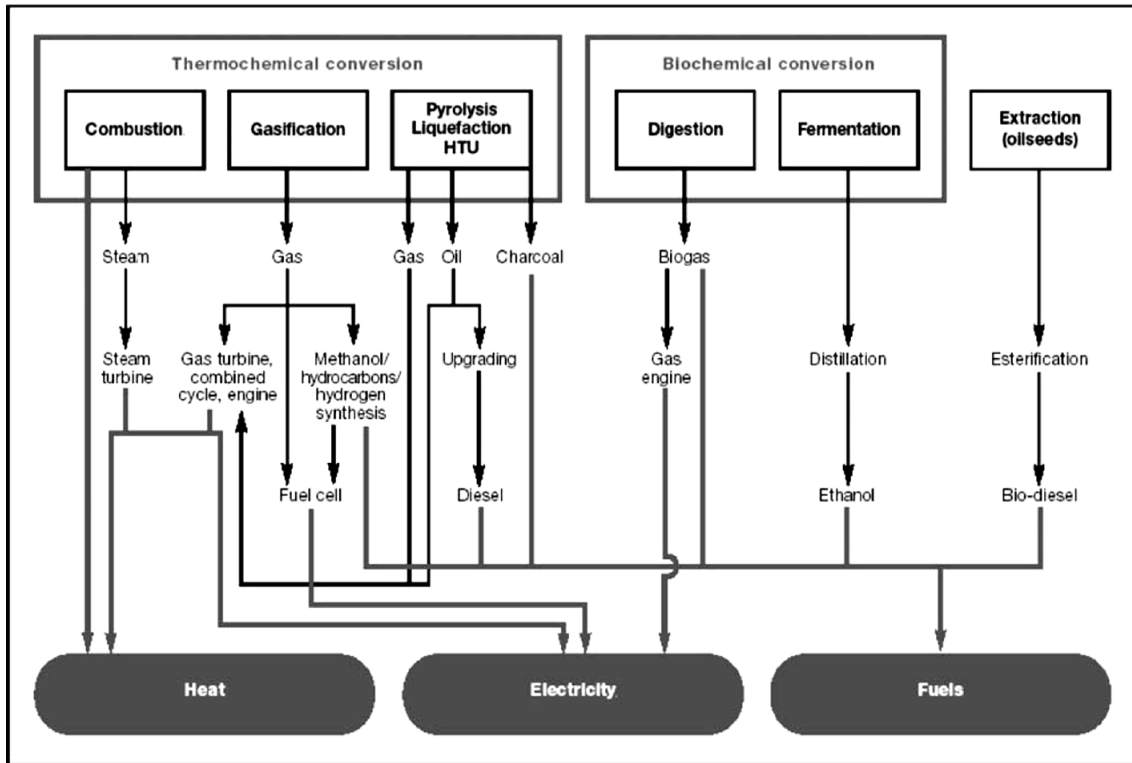 Thermochemical conversion
Biochemical conversion
Combustion
Gasification
Pyrolysis
Liquefaction
HTU
Digestion
Fermentation
Extraction
(oilseeds)
Steam
Gas
Gas
Oil
Charcoal
Biogas
Steam
turbine
Gas turbine,
combined
cycle, engine
Methanol/
hydrocarbons/
hydrogen
synthesis
Upgrading
Gas
engine
Distillation
Esterification
Fuel cell
Diesel
Ethanol
Bio-diesel
Heat
Electricity
Fuels